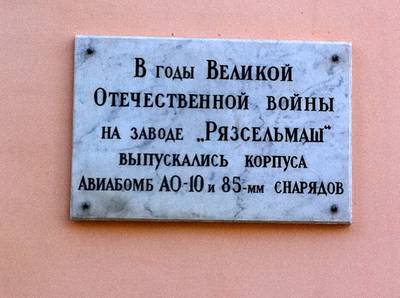 В годы Великой
Отечественной войны
на заводе „Рязсельмаш"
выпускались корпуса
авиабомб АО-10 и 85-мм снарядов